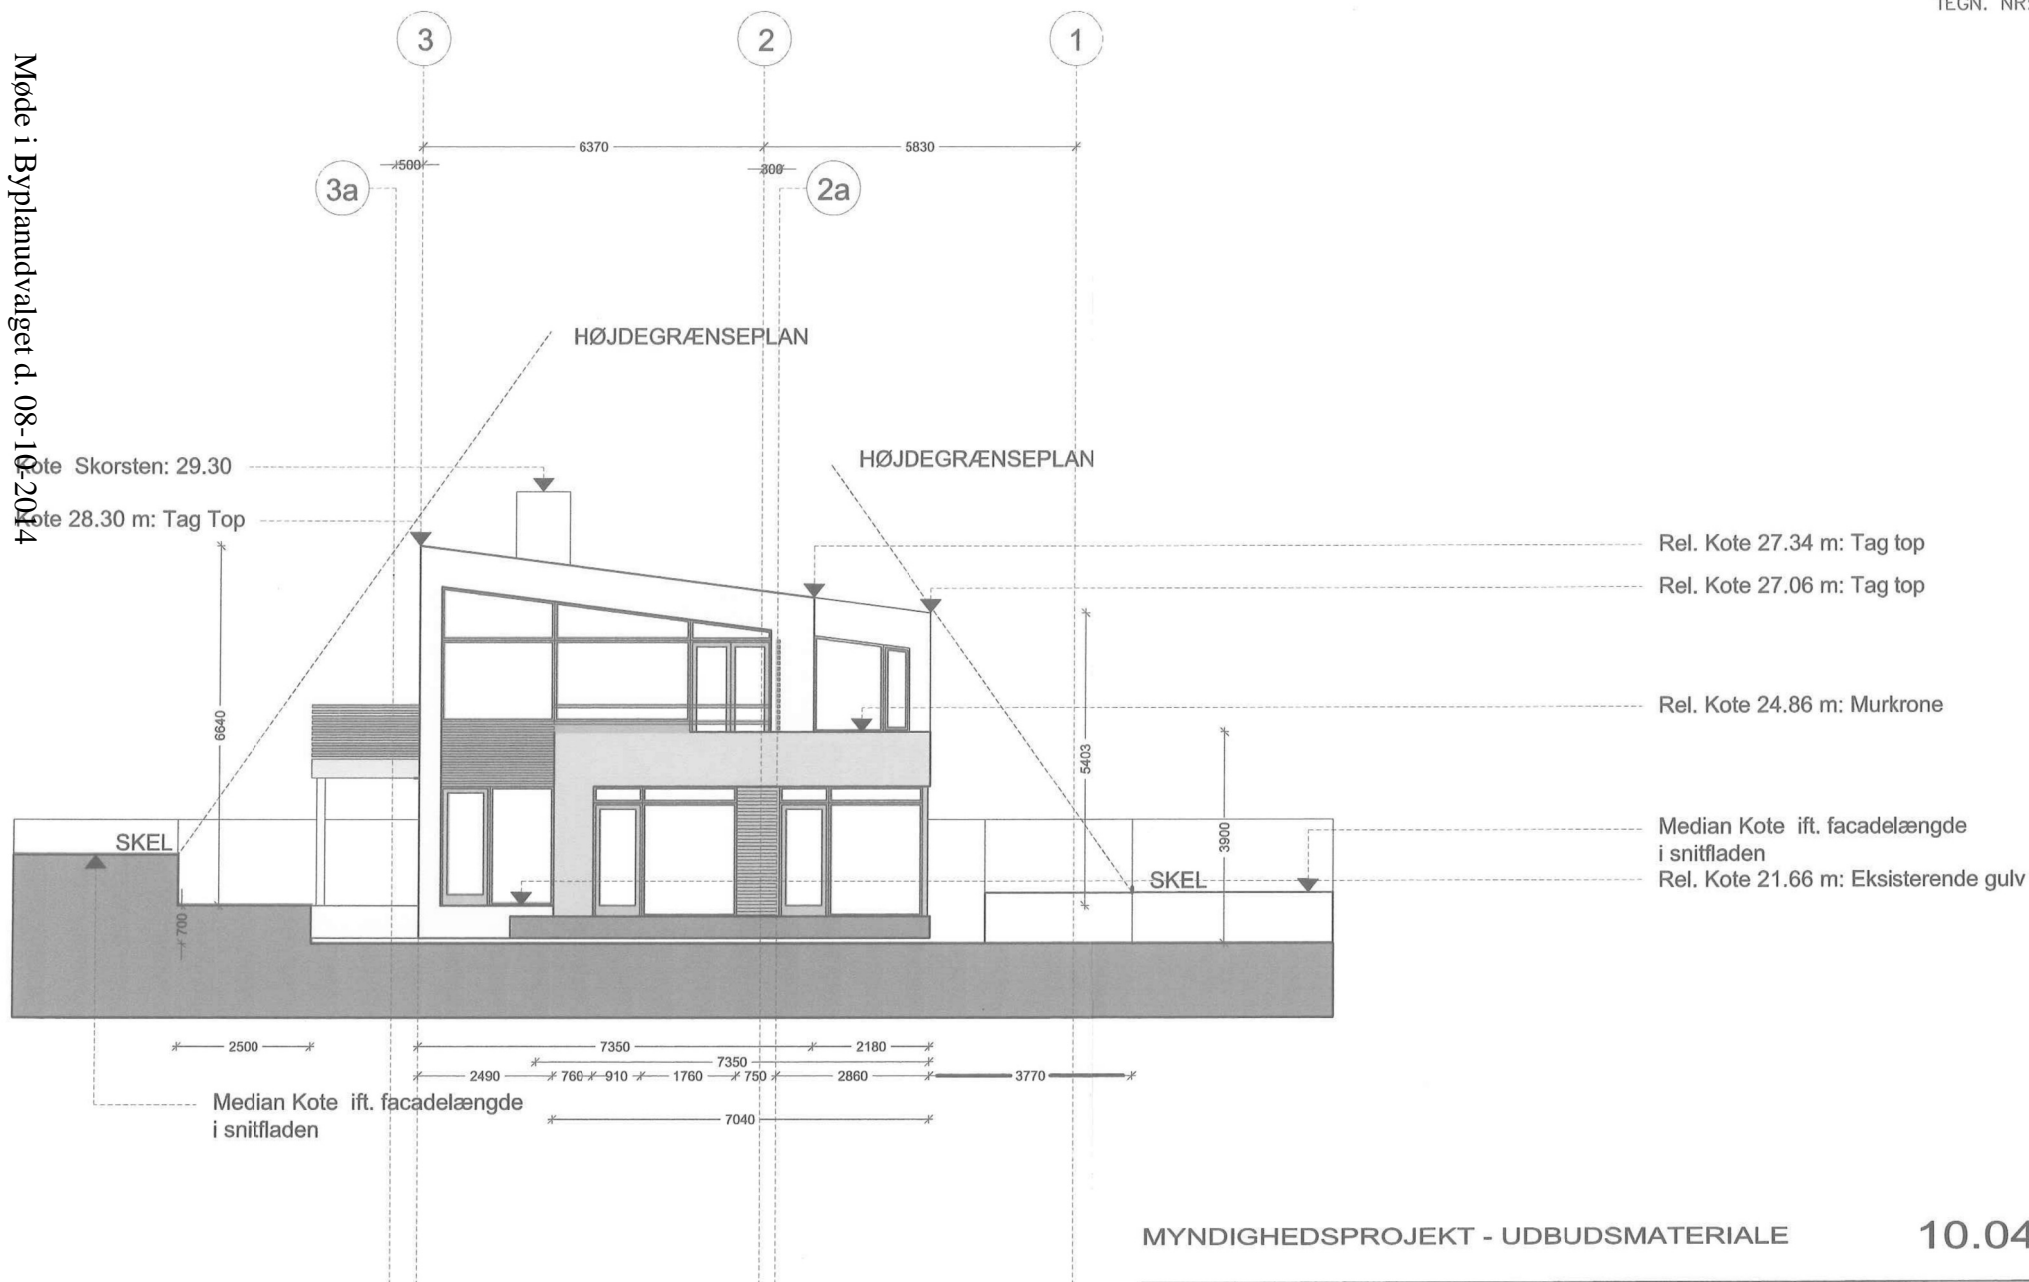 TEGN. NR:
3
2
1
6370
5830
500
300
3a
2a
Møde i Byplanudvalget d. 08-10-2014
HØJDEGRÆNSEPLAN
HØJDEGRÆNSEPLAN
Kote Skorsten: 29.30
Kote 28.30 m: Tag Top
Rel. Kote 27.34 m: Tag top
Rel. Kote 27.06 m: Tag top
Rel. Kote 24.86 m: Murkrone
6640
5403
3900
700
SKEL
SKEL
Median Kote ift. facadelængde
i snitfladen
Rel. Kote 21.66 m: Eksisterende gulv
2500
7350
2180
7350
2490
760
910
1760
750
2860
3770
7040
Median Kote ift. facadelængde
i snitfladen
MYNDIGHEDSPROJEKT - UDBUDSMATERIALE
10.04